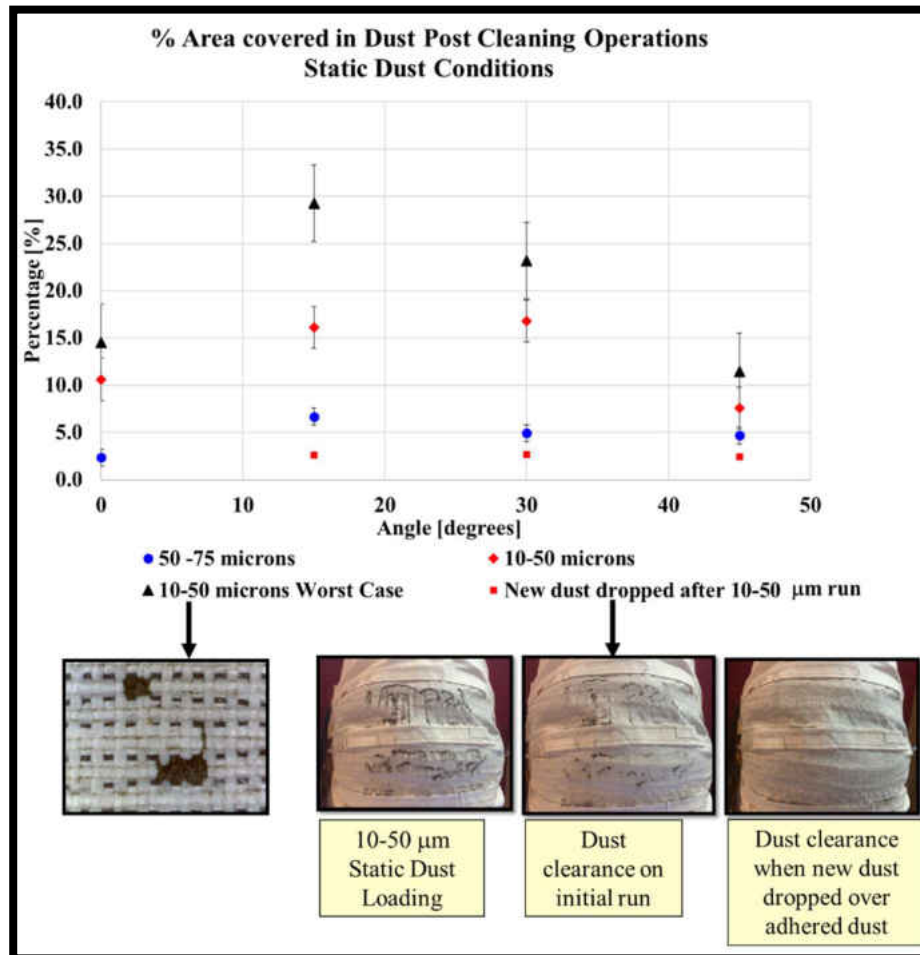 % Area covered in Dust Post Cleaning Operations
Static Dust Conditions
Percentage [%]
40.0
35.0
30.0
25.0
20.0
15.0
10.0
5.0
0.0
0 10 20 30 40 50
Angle [degrees]
50 -75 microns
10-50 microns
10-50 microns Worst Case
New dust dropped after 10-50 μm run
10-50 μm
Static Dust
Loading
Dust
clearance on
initial run
Dust clearance
when new dust
dropped over
adhered dust